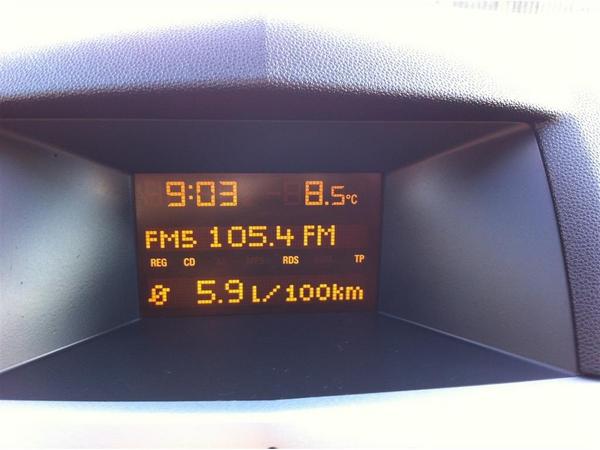 9:03 8.5°C
FM5 105.4 FM
REG CD RDS TP
5.9 L/100km